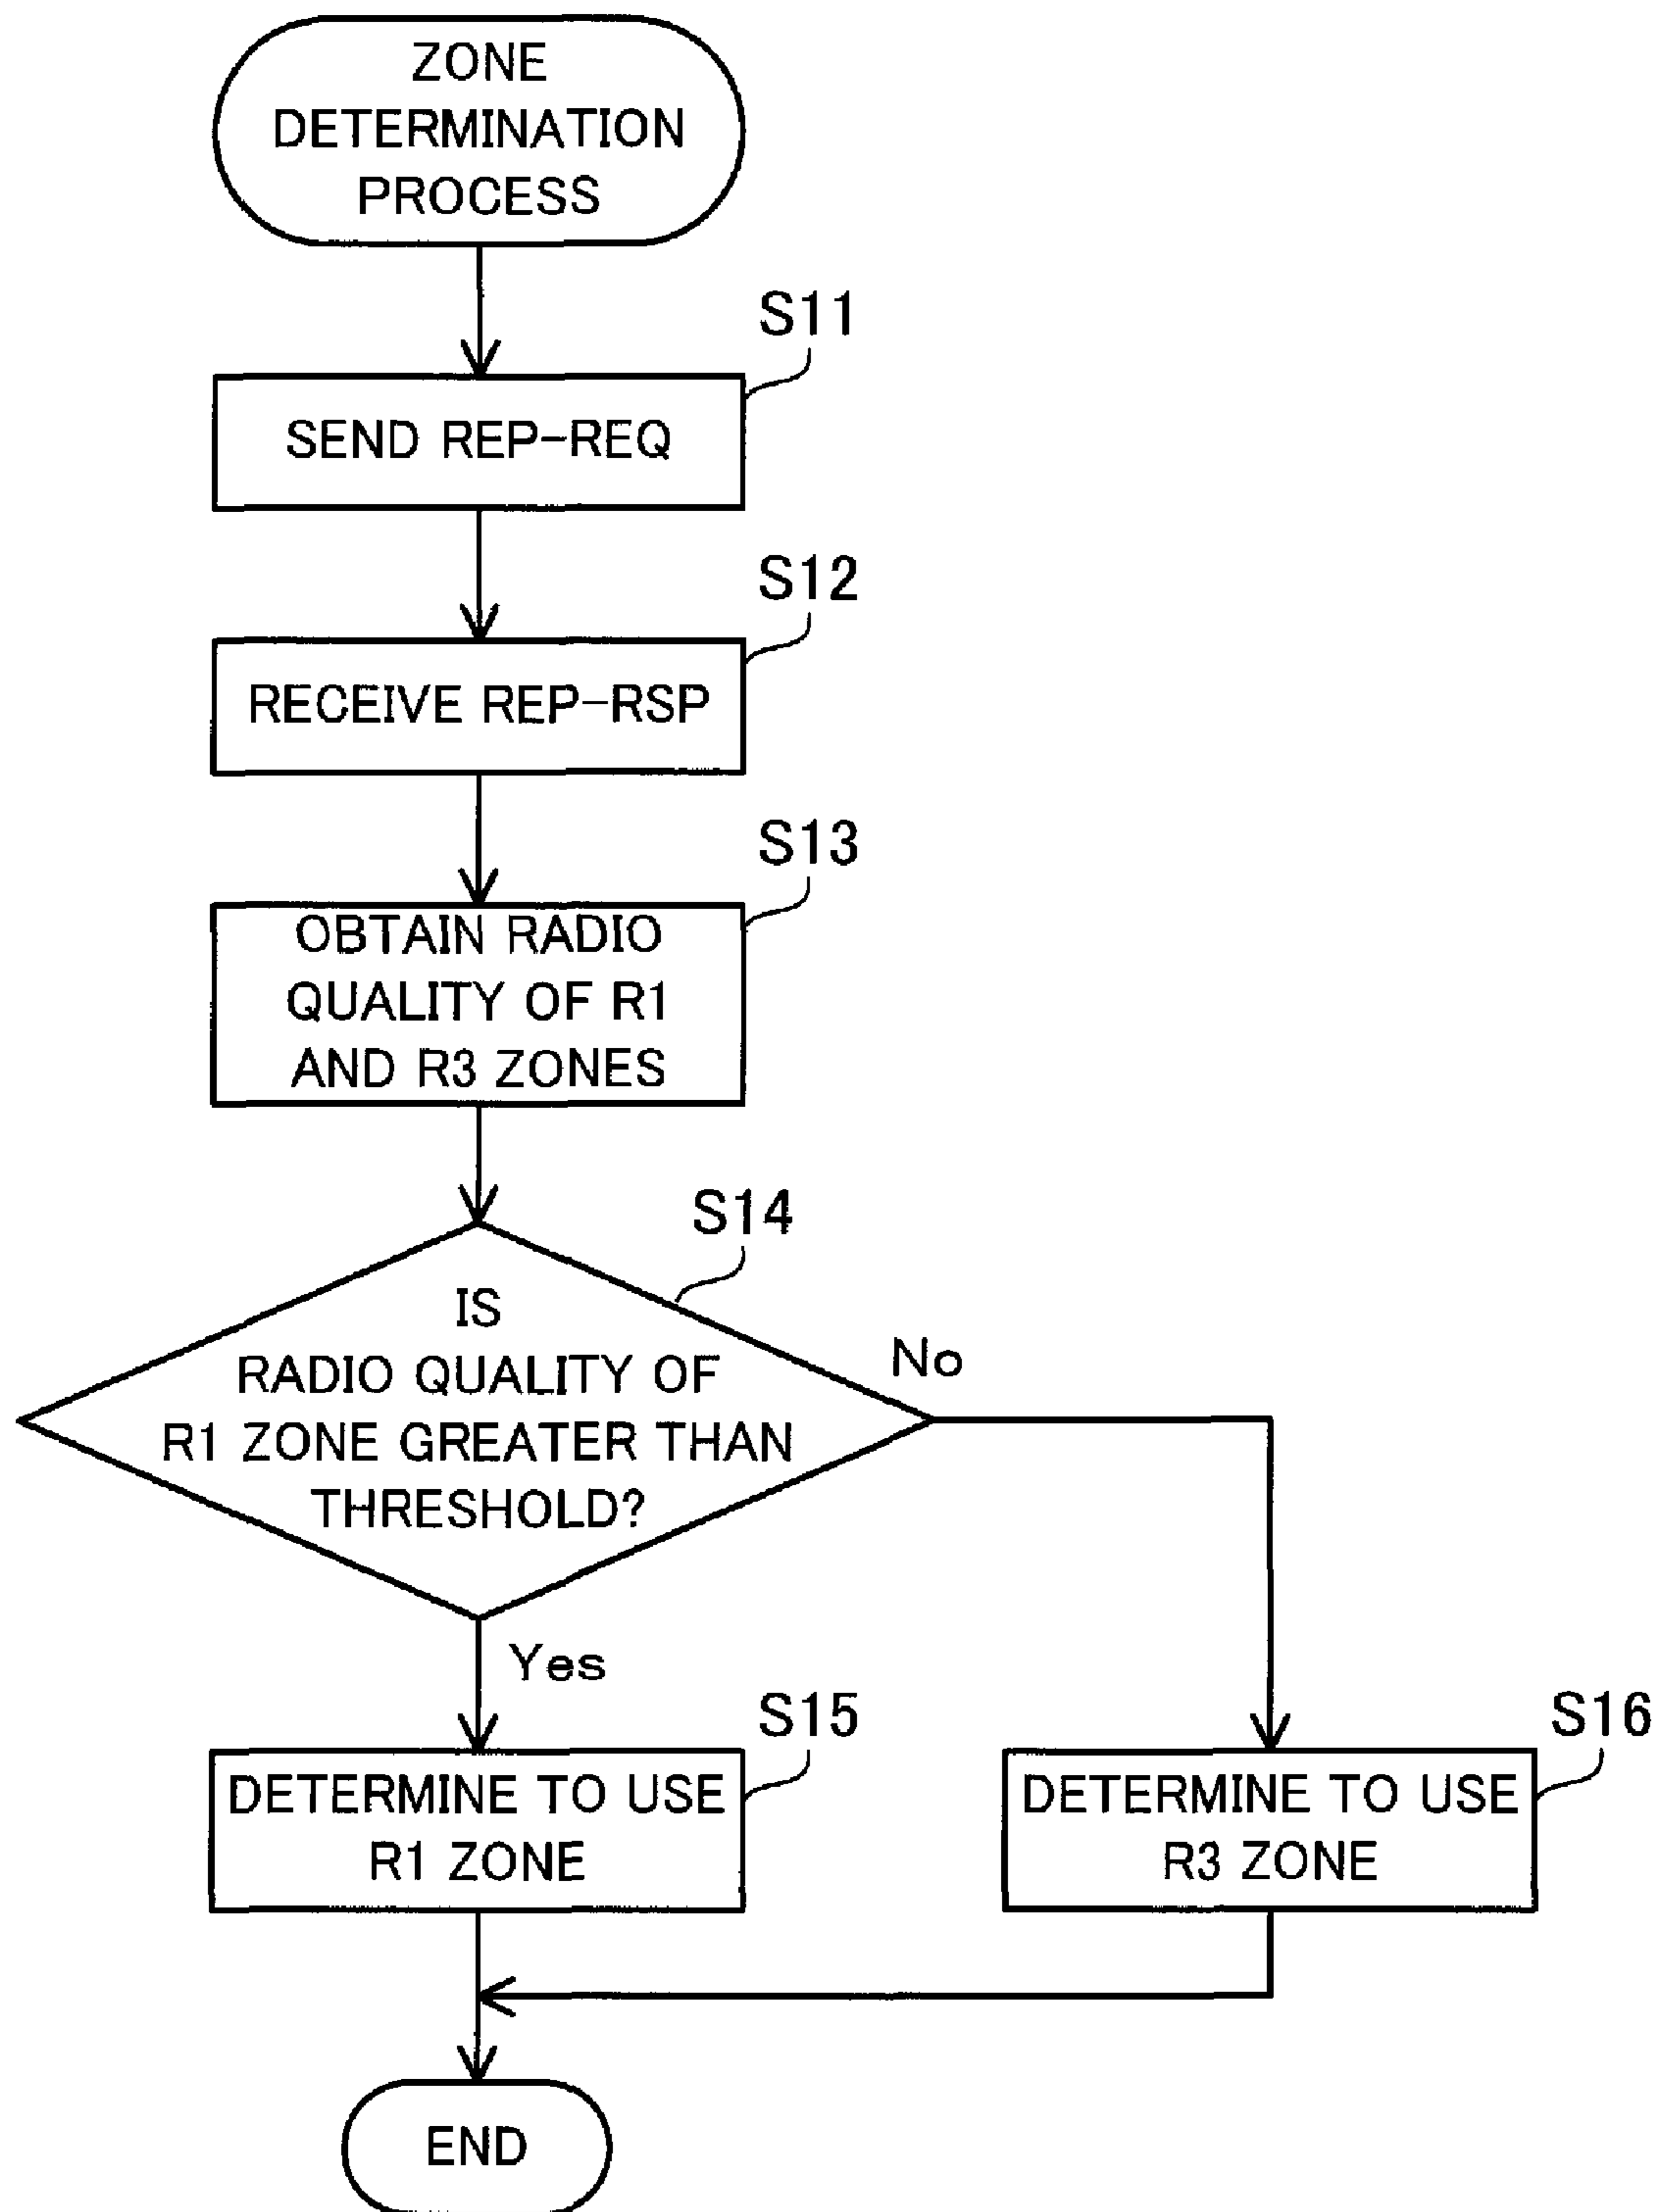 ZONE
DETERMINATION
PROCESS
S11
SEND REP-REQ
S12
RECEIVE REP-RSP
S13
OBTAIN RADIO
QUALITY OF R1
AND R3 ZONES
S14
IS
RADIO QUALITY OF
R1 ZONE GREATER THAN
THRESHOLD?
No
Yes
S15
DETERMINE TO USE
R1 ZONE
S16
DETERMINE TO USE
R3 ZONE
END